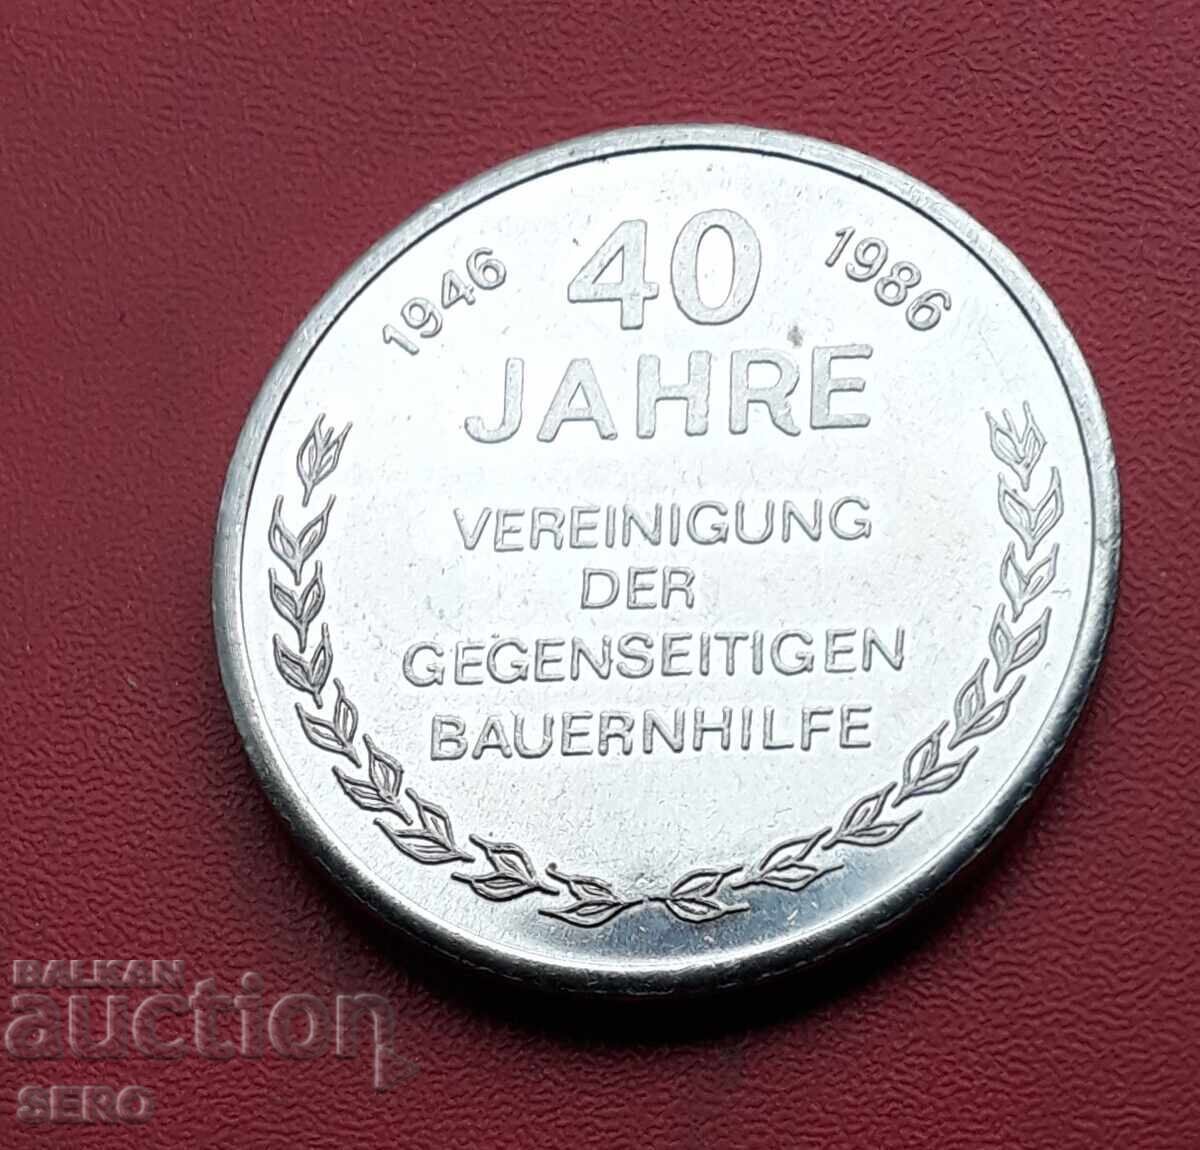 1946 40 1986
JAHRE
VEREINIGUNG
DER
GEGENSEITIGEN
BAUERNHILFE
BALKAN
auction
SERO